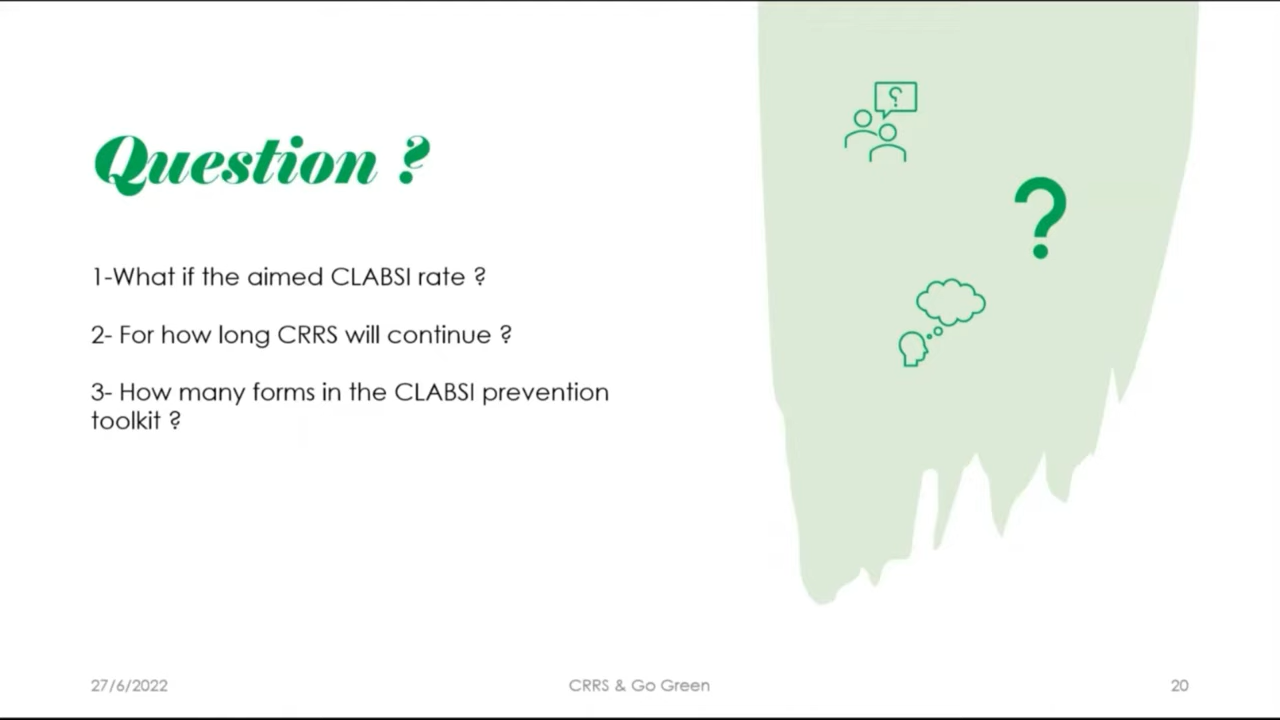 Question ?
1-What if the aimed CLABSI rate ?
2- For how long CRRS will continue ?
3- How many forms in the CLABSI prevention
toolkit ?
?
?
27/6/2022
CRRS & Go Green
20